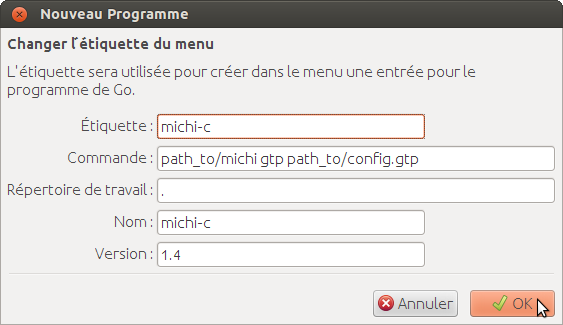 Nouveau Programme
Changer l'étiquette du menu
L'étiquette sera utilisée pour créer dans le menu une entrée pour le
programme de Go.
Étiquette : michi-c
Commande : path_to/michi gtp path_to/config.gtp
Répertoire de travail : .
Nom : michi-c
Version : 1.4
Annuler OK